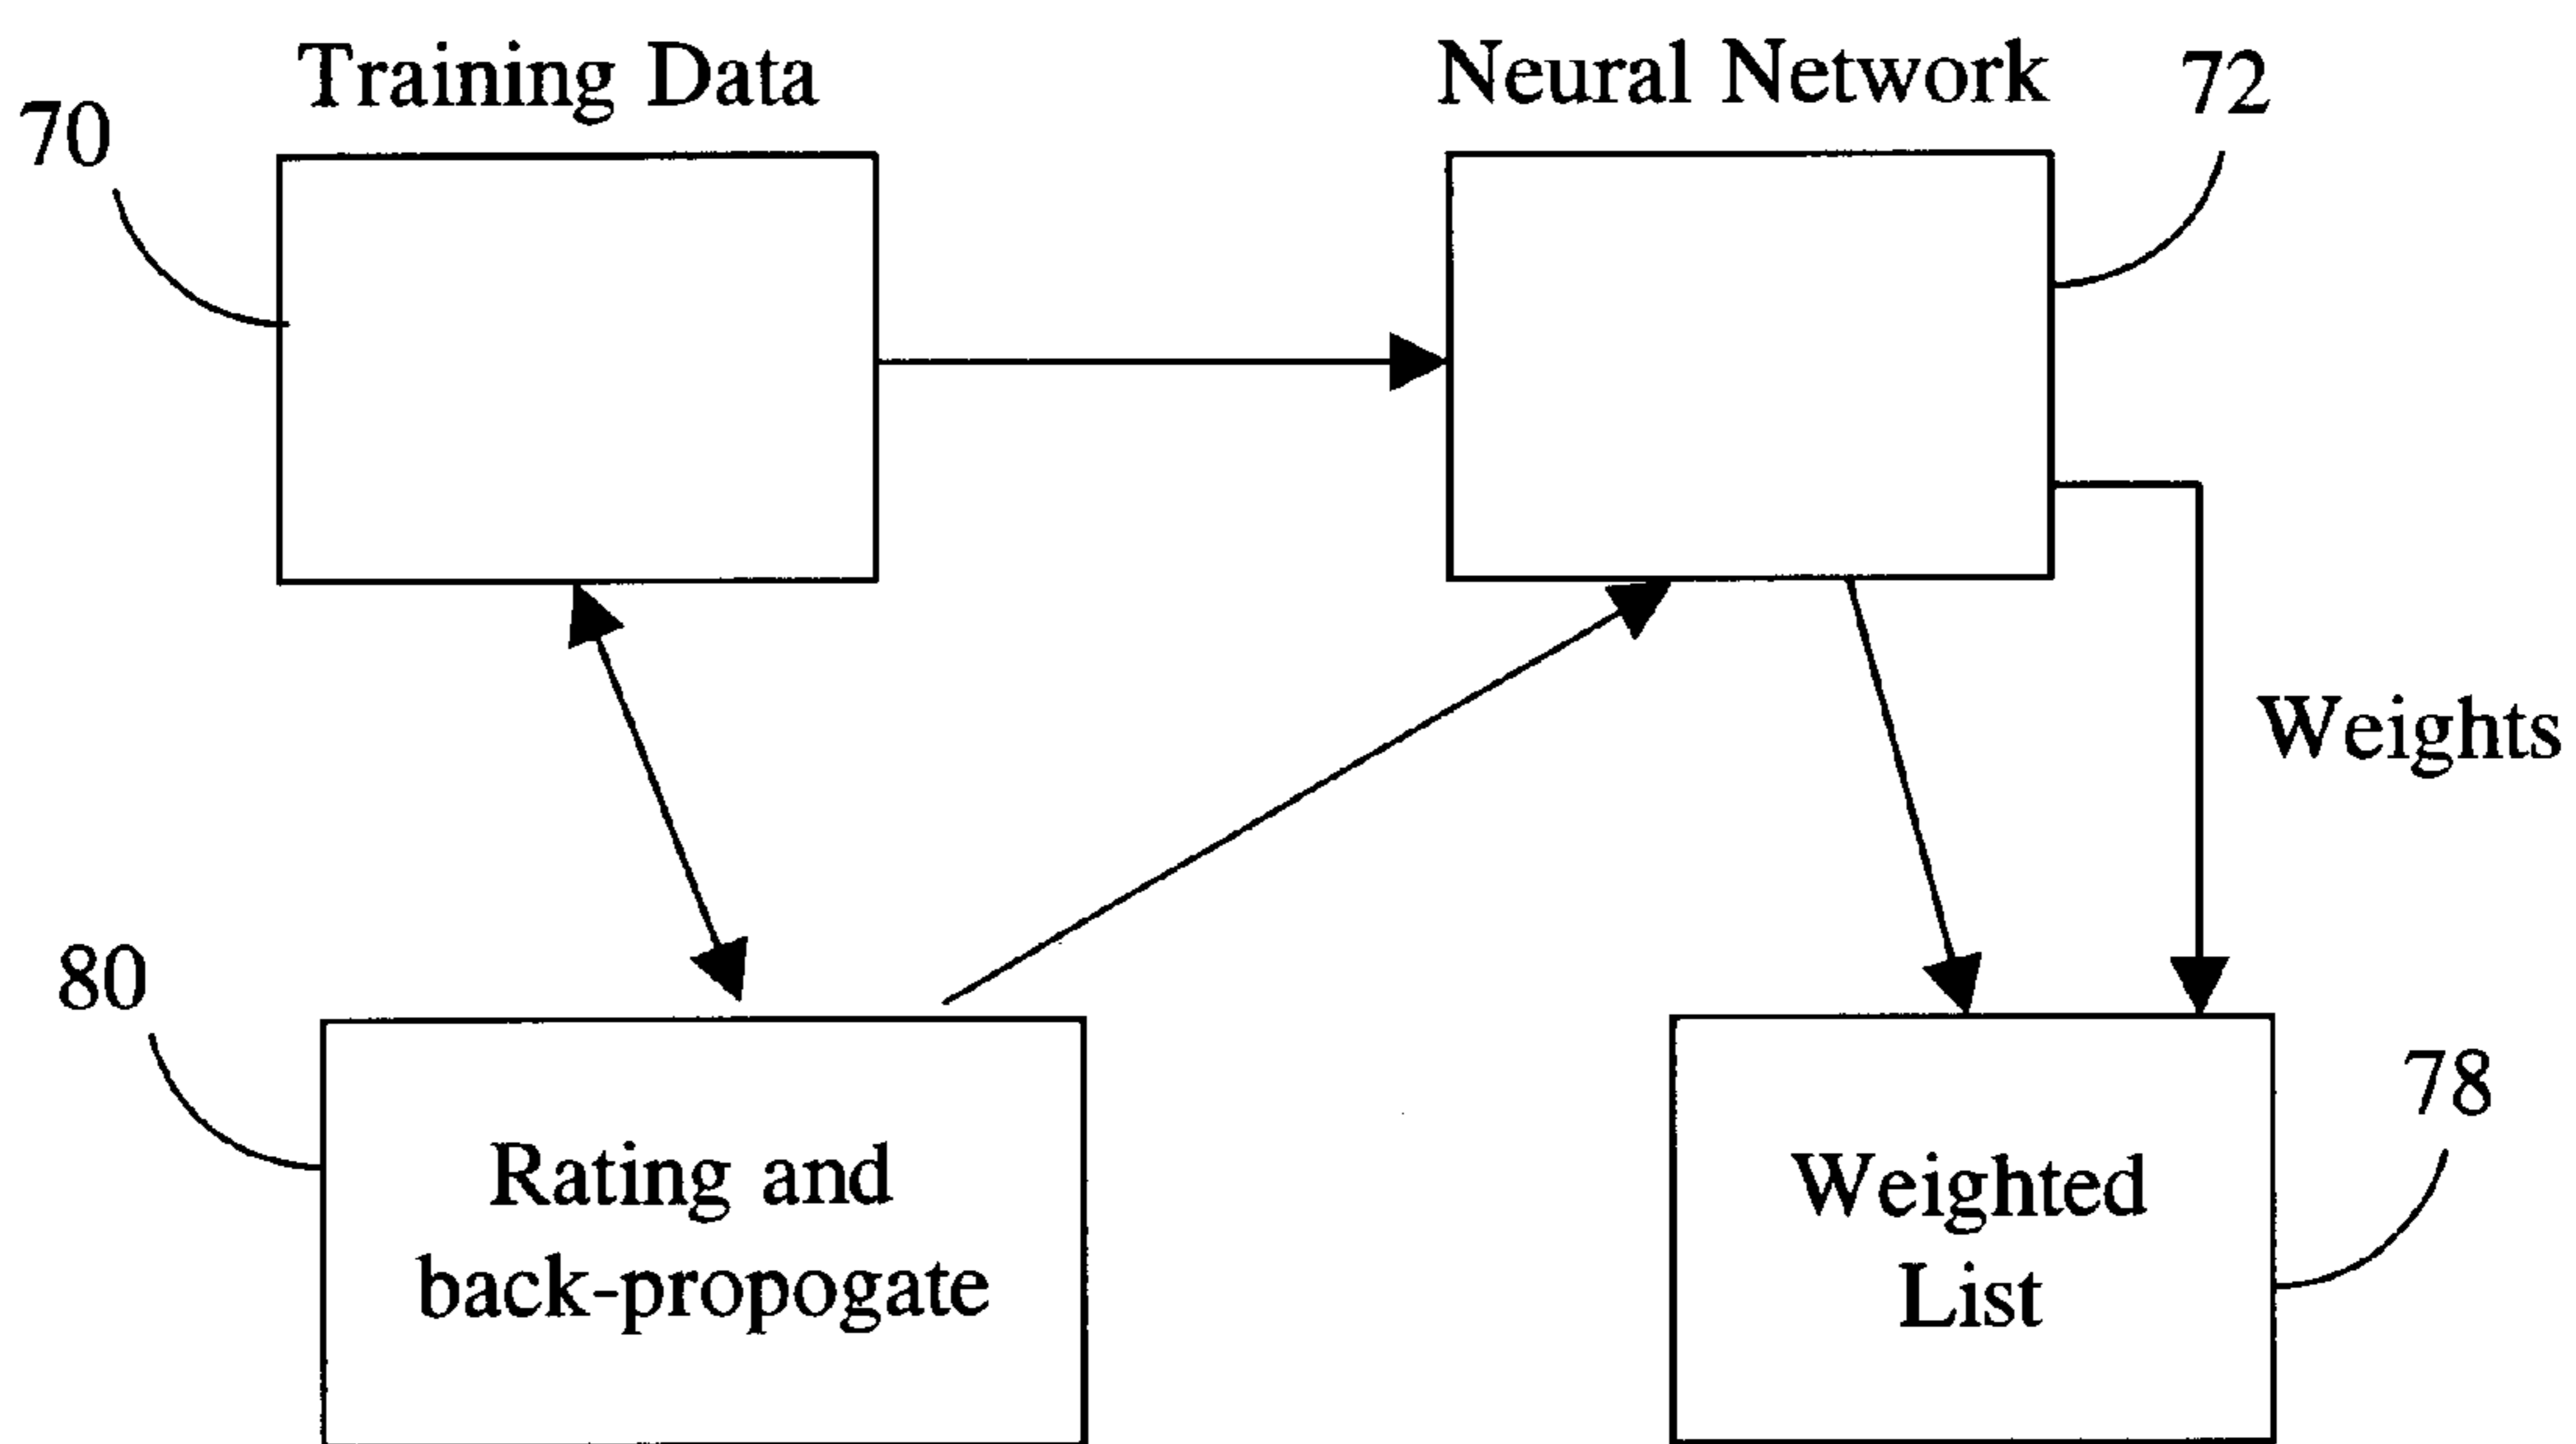 Training Data
Neural Network
72
70
Weights
80
78
Rating and
back-propogate
Weighted
List